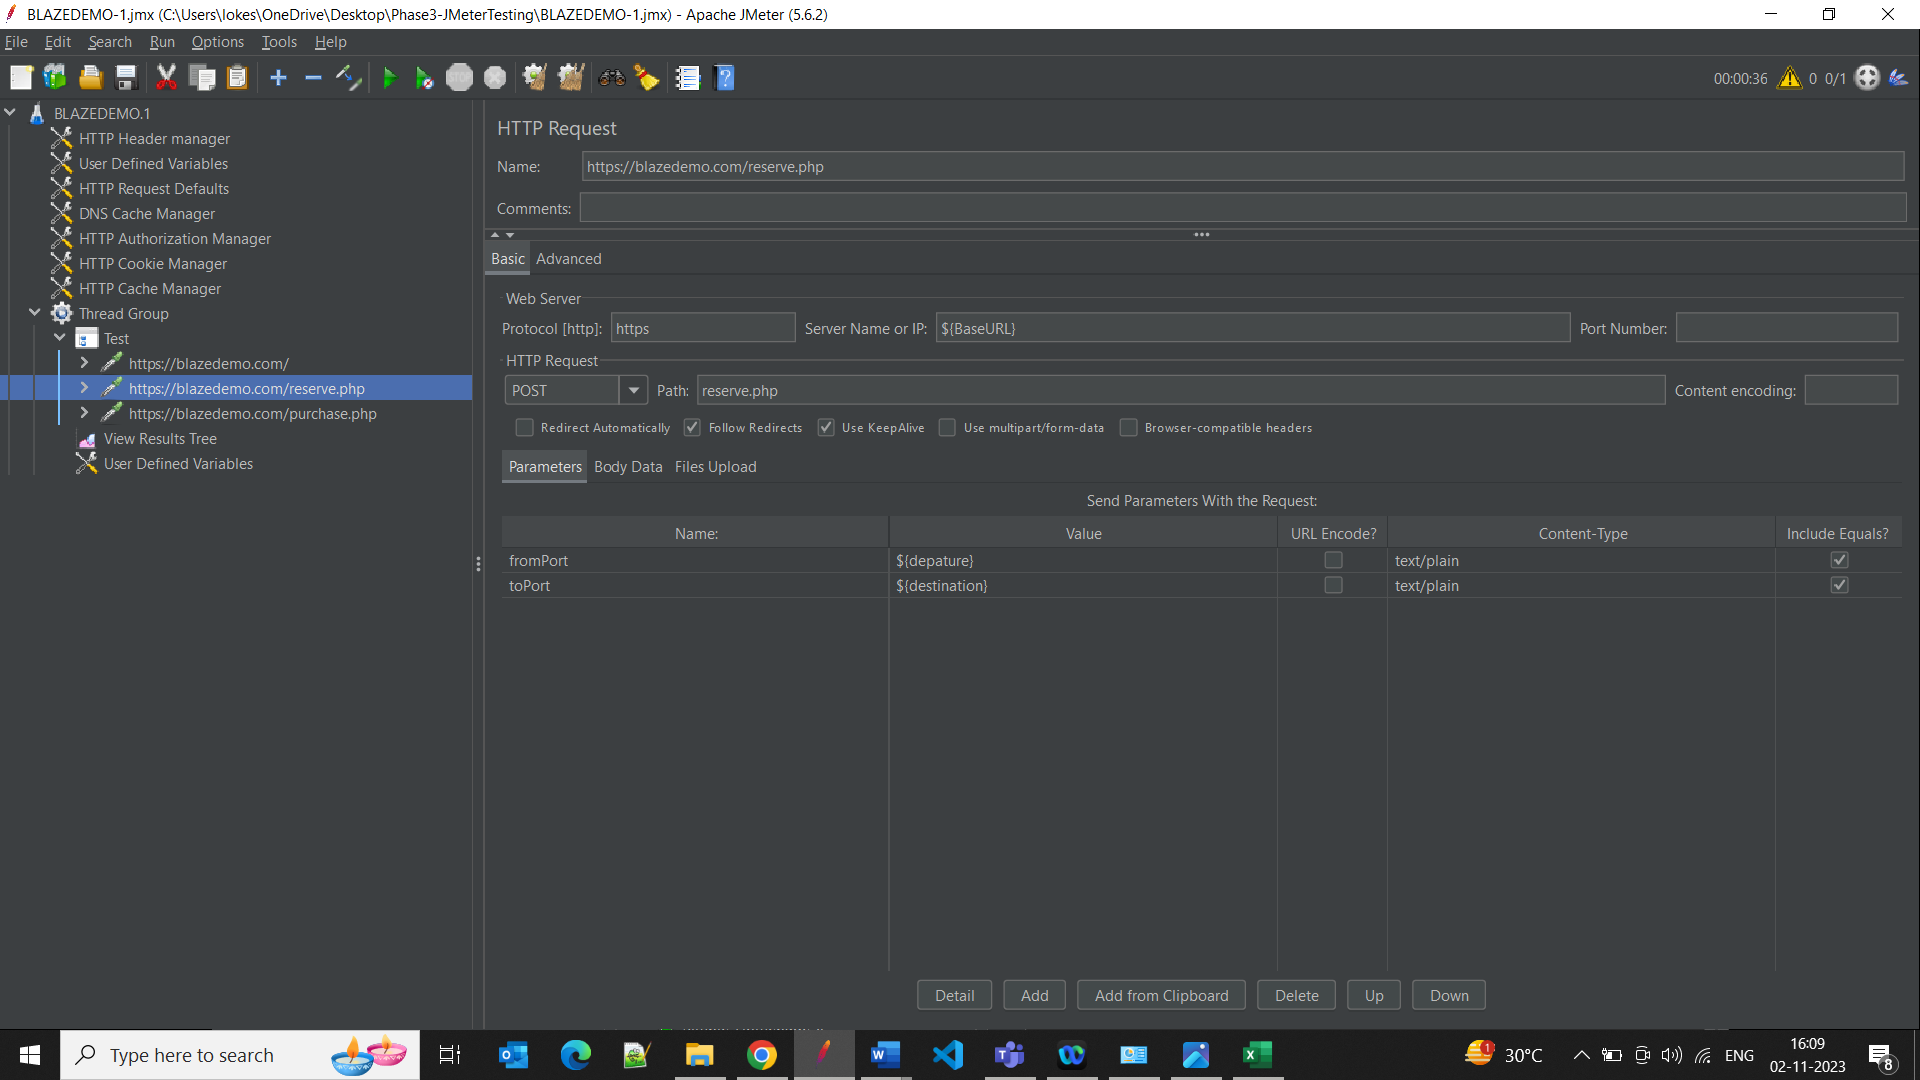 BLAZEDEMO-1.jmx (C:\Users\lokes\OneDrive\Desktop\Phase3-JMeterTesting\BLAZEDEMO-1.jmx) - Apache JMeter (5.6.2)
File Edit Search Run Options Tools Help
STOP
00:00:36 0 0/1
BLAZEDEMO.1
HTTP Header manager
User Defined Variables
HTTP Request Defaults
DNS Cache Manager
HTTP Authorization Manager
HTTP Cookie Manager
HTTP Cache Manager
Thread Group
Test
https://blazedemo.com/
https://blazedemo.com/reserve.php
https://blazedemo.com/purchase.php
View Results Tree
User Defined Variables
HTTP Request
Name: https://blazedemo.com/reserve.php
Comments:
Basic Advanced
Web Server
Protocol [http]: https Server Name or IP: ${BaseURL} Port Number:
HTTP Request
POST Path: reserve.php Content encoding:
Redirect Automatically Follow Redirects Use KeepAlive Use multipart/form-data Browser-compatible headers
Parameters Body Data Files Upload
Send Parameters With the Request:
Name: Value URL Encode? Content-Type Include Equals?
fromPort ${depature} text/plain
toPort ${destination} text/plain
Detail Add Add from Clipboard Delete Up Down
Type here to search
1 30°C ENG 16:09
02-11-2023 8